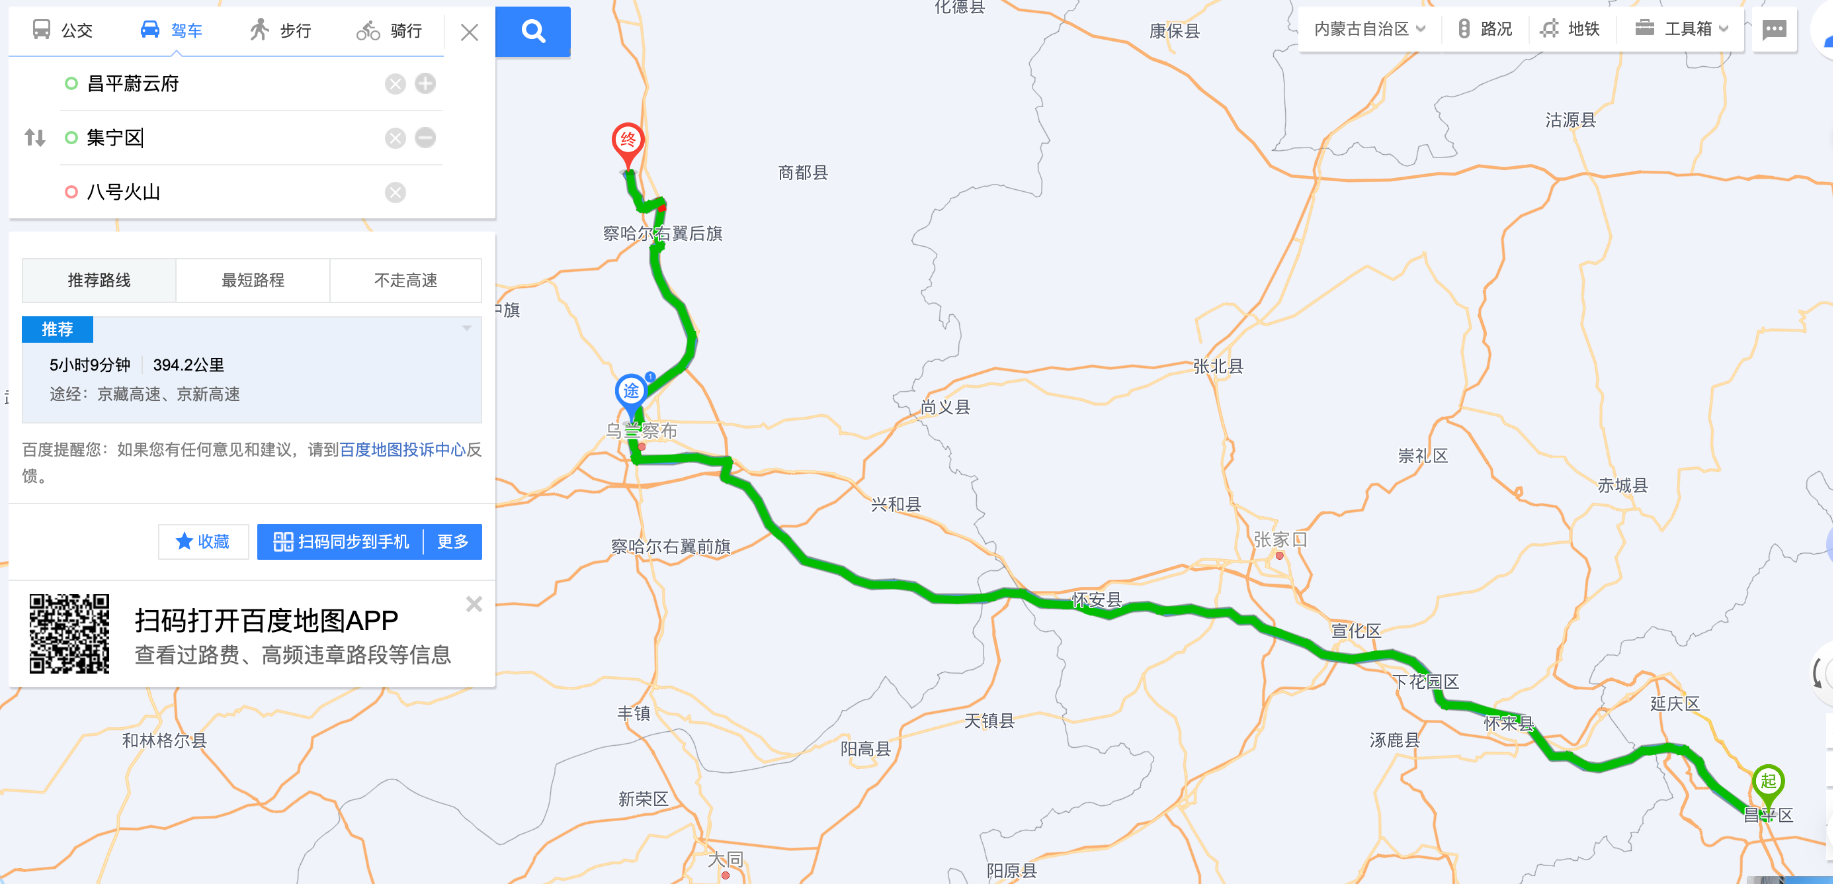 公交
驾车
步行
骑行
昌平蔚云府
集宁区
八号火山
推荐路线
最短路程
不走高速
推荐
5小时9分钟
394.2公里
途经：京藏高速、京新高速
百度提醒您：如果您有任何意见和建议，请到百度地图投诉中心反
馈。
收藏
扫码同步到手机
更多
扫码打开百度地图APP
查看过路费、高频违章路段等信息
内蒙古自治区
路况
地铁
工具箱
化德县
康保县
沽源县
终
商都县
察哈尔右翼后旗
中旗
张北县
途
1
尚义县
乌兰察布
崇礼区
赤城县
兴和县
察哈尔右翼前旗
张家口
怀安县
宣化区
下花园区
延庆区
丰镇
天镇县
怀来县
和林格尔县
阳高县
涿鹿县
起
新荣区
昌平区
大同
阳原县